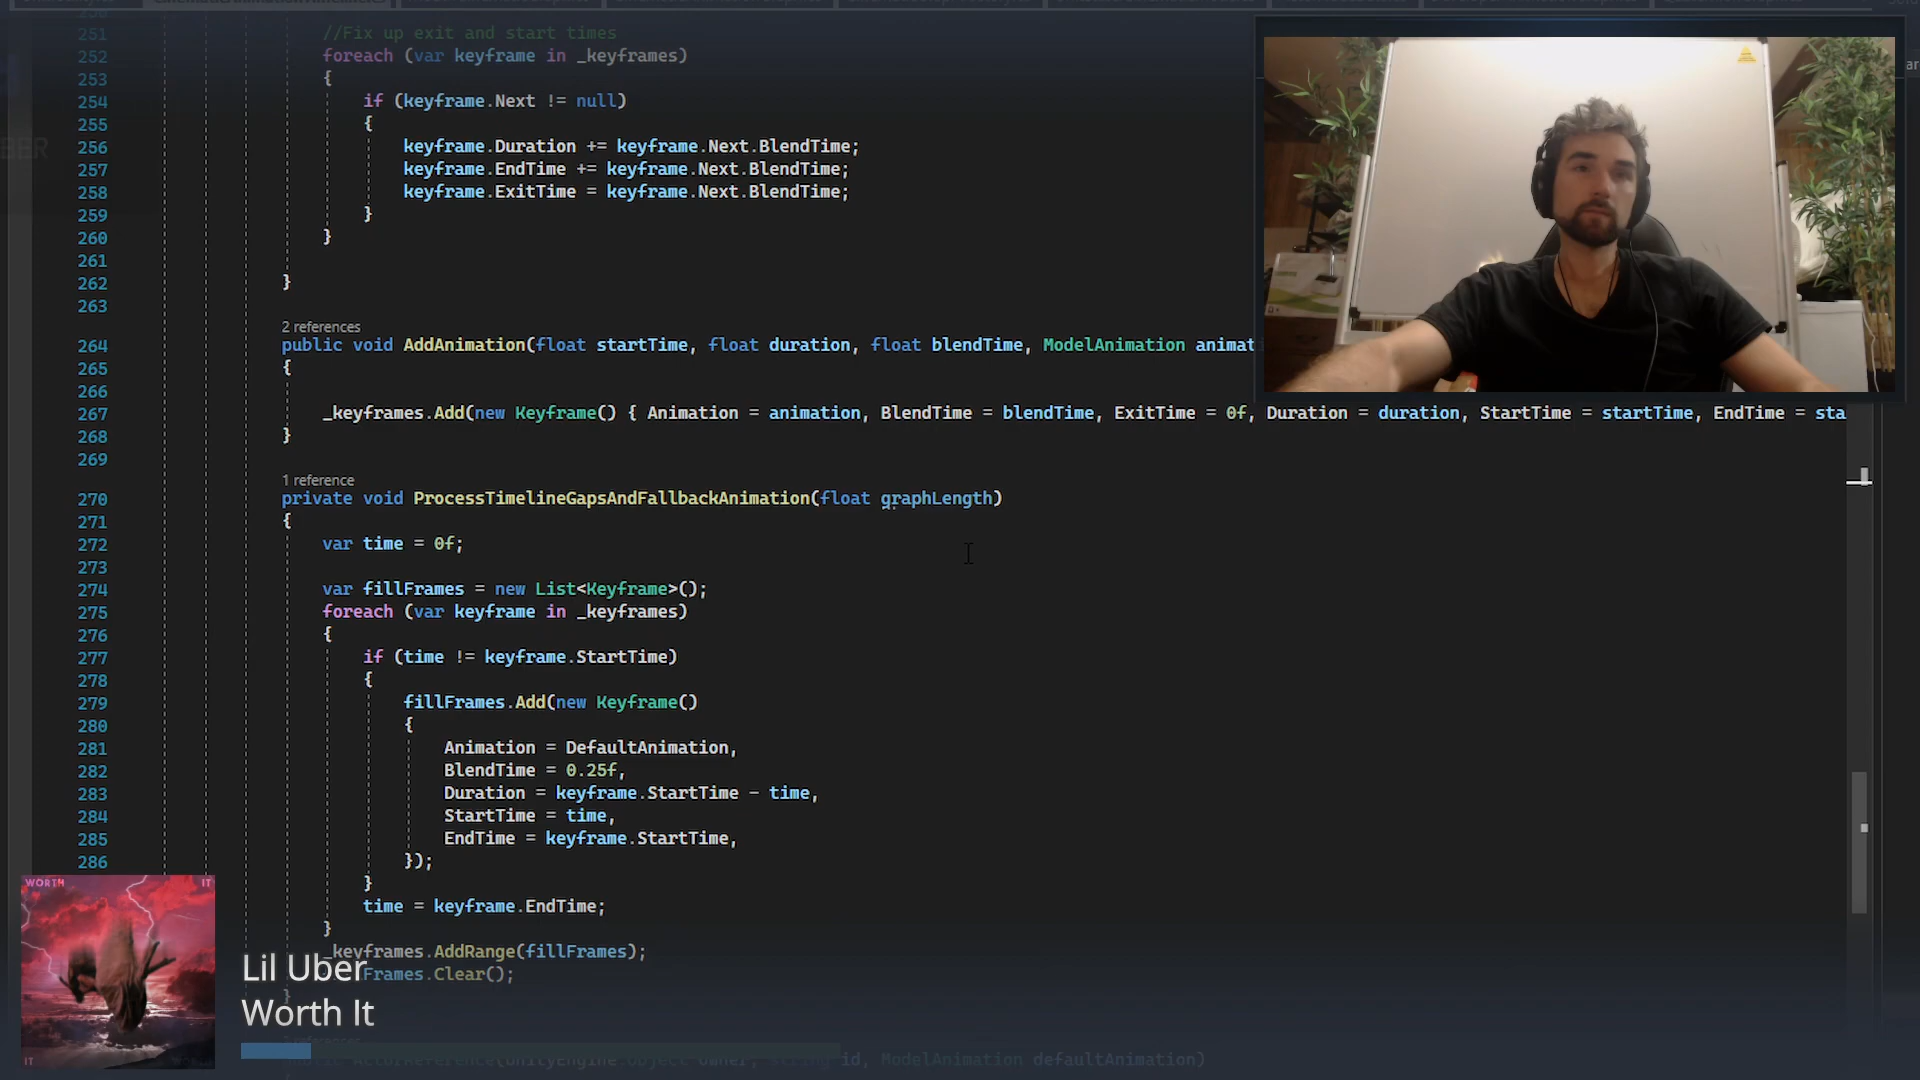 251 //Fix up exit and start times
252 foreach (var keyframe in _keyframes)
253 {
254 if (keyframe.Next != null)
255 {
256 keyframe.Duration += keyframe.Next.BlendTime;
257 keyframe.EndTime += keyframe.Next.BlendTime;
258 keyframe.ExitTime = keyframe.Next.BlendTime;
259 }
260 }
261
262 }
263
2 references
264 public void AddAnimation(float startTime, float duration, float blendTime, ModelAnimation animati
265 {
266
267 _keyframes.Add(new Keyframe() { Animation = animation, BlendTime = blendTime, ExitTime = 0f, Duration = duration, StartTime = startTime, EndTime = sta
268 }
269
1 reference
270 private void ProcessTimelineGapsAndFallbackAnimation(float graphLength)
271 {
272 var time = 0f;
273
274 var fillFrames = new List<Keyframe>();
275 foreach (var keyframe in _keyframes)
276 {
277 if (time != keyframe.StartTime)
278 {
279 fillFrames.Add(new Keyframe()
280 {
281 Animation = DefaultAnimation,
282 BlendTime = 0.25f,
283 Duration = keyframe.StartTime - time,
284 StartTime = time,
285 EndTime = keyframe.StartTime,
286 });
}
time = keyframe.EndTime;
}
_keyframes.AddRange(fillFrames);
Frames.Clear();
}
id, ModelAnimation defaultAnimation)
WORTH IT
IT WORTH
Lil Uber
Worth It